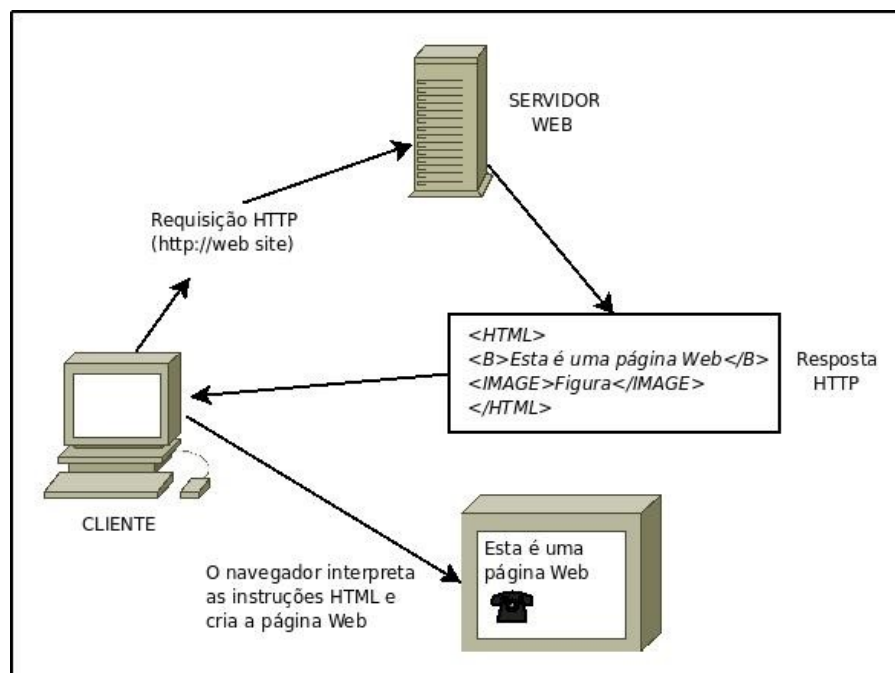 SERVIDOR
WEB
Requisição HTTP
(http://web site)
<HTML>
<B>Esta é uma página Web</B>
<IMAGE>Figura</IMAGE>
</HTML>
Resposta
HTTP
CLIENTE
O navegador interpreta
as instruções HTML e
cria a página Web
Esta é uma
página Web